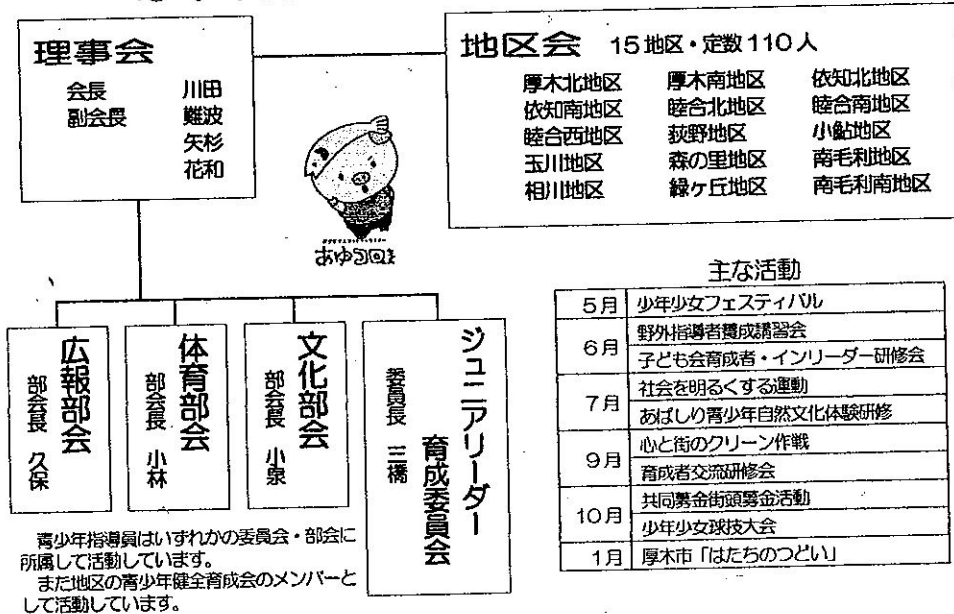 理事会
会長　川田
副会長　難波
矢杉
花和
地区会　15地区・定数110人
厚木北地区　厚木南地区　依知北地区
依知南地区　睦合北地区　睦合南地区
睦合西地区　荻野地区　小鮎地区
玉川地区　森の里地区　南毛利地区
相川地区　緑ヶ丘地区　南毛利南地区
あゆコロ
広報部会
部会長　久保
体育部会
部会長　小林
文化部会
部会長　小泉
ジュニアリーダー
育成委員会
委員長　三橋
青少年指導員はいずれかの委員会・部会に
所属して活動しています。
また地区の青少年健全育成会のメンバーと
して活動しています。
主な活動
5月　少年少女フェスティバル
6月　野外指導者養成講習会
子ども会育成者・インリーダー研修会
7月　社会を明るくする運動
あばしり青少年自然文化体験研修
9月　心と街のクリーン作戦
育成者交流研修会
10月　共同募金街頭募金活動
少年少女球技大会
1月　厚木市「はたちのつどい」